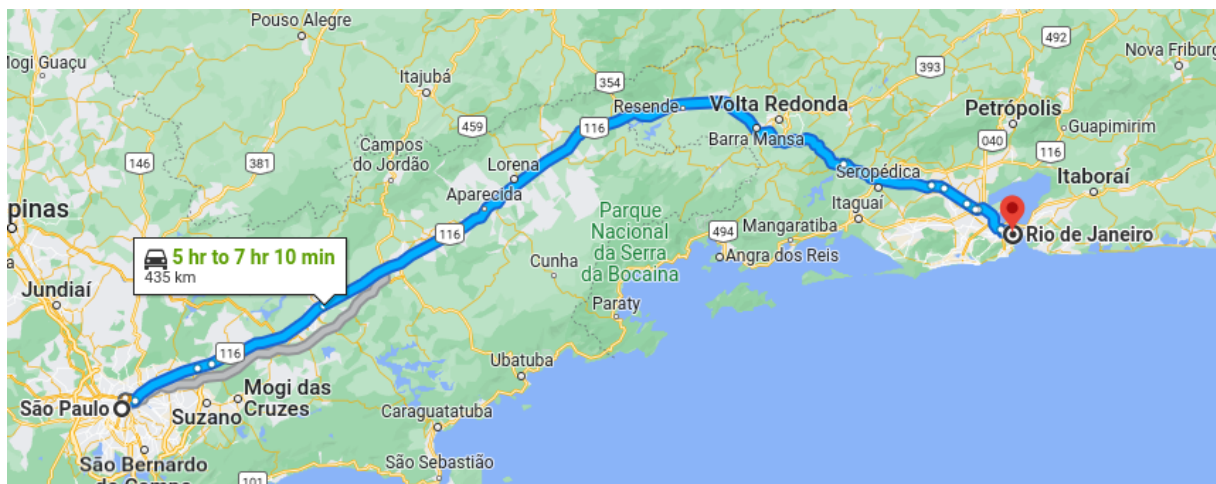 Pouso Alegre
492
Nova Friburg
Mogi Guaçu
393
Itajubá
354
Resende
Volta Redonda
Petrópolis
116
459
Barra Mansa
Guapimirim
040
116
146
381
Campos
do Jordão
Lorena
Seropédica
Itaboraí
Aparecida
pinas
Parque
Nacional
da Serra
da Bocaina
Itaguaí
116
494
Mangaratiba
Rio de Janeiro
5 hr to 7 hr 10 min
435 km
Cunha
Angra dos Reis
a
Jundiaí
Paraty
116
Ubatuba
Mogi das
Cruzes
São Paulo
Suzano
Caraguatatuba
São Bernardo
do Campo
São Sebastião
101